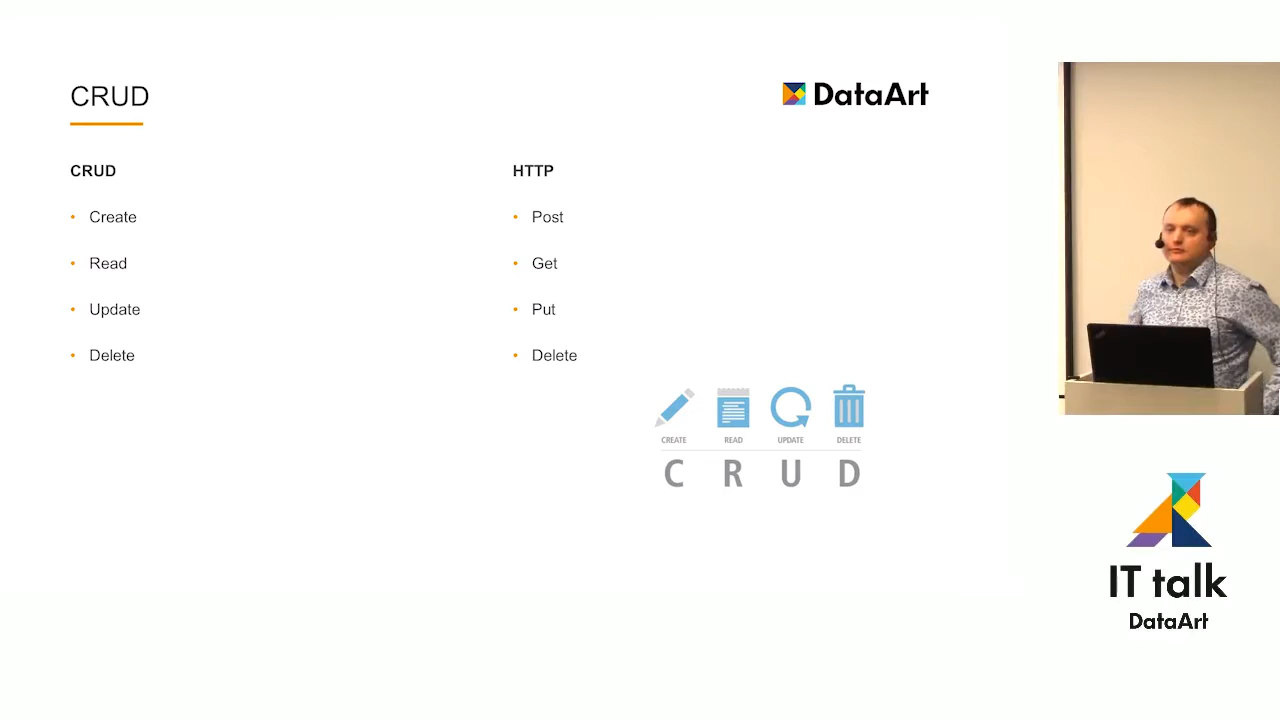 CRUD
DataArt
CRUD
Create
Read
Update
Delete
HTTP
Post
Get
Put
Delete
CREATE READ UPDATE DELETE
C R U D
IT talk
DataArt